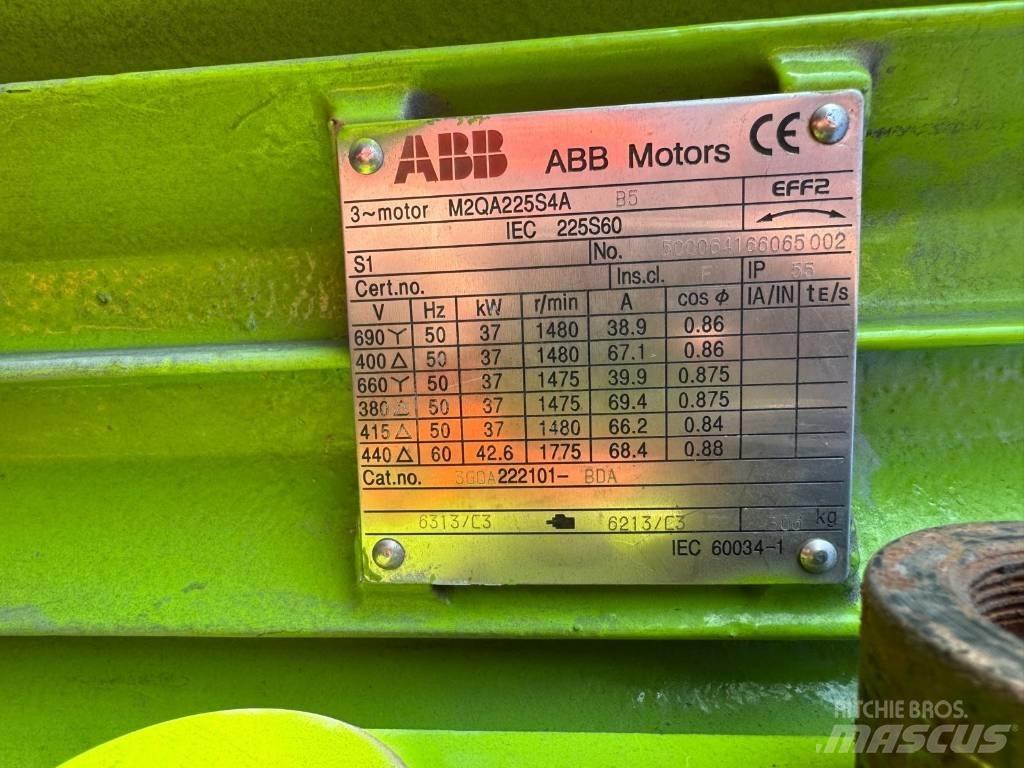 ABB ABB Motors CE
3~motor M2QA225S4A B5 EFF2
IEC 225S60
S1 No.
Cert.no. Ins.cl. F IP 55
V Hz kW r/min A cos ϕ IA/IN tE/s
690 Y 50 37 1480 38.9 0.86
400 Δ 50 37 1480 67.1 0.86
660 Y 50 37 1475 39.9 0.875
380 Δ 50 37 1475 69.4 0.875
415 Δ 50 37 1480 66.2 0.84
440 Δ 60 42.6 1775 68.4 0.88
Cat.no. 3GQA222101- BDA
6313/C3 6213/C3 kg
IEC 60034-1
RITCHIE BROS.
MASCUS